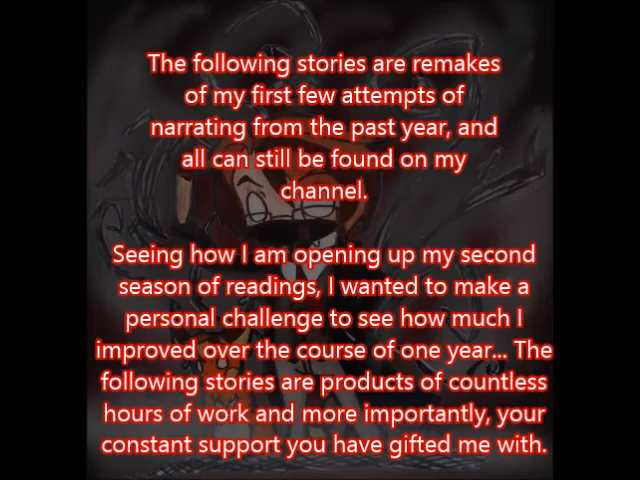 The following stories are remakes
of my first few attempts of
narrating from the past year, and
all can still be found on my
channel.
Seeing how I am opening up my second
season of readings, I wanted to make a
personal challenge to see how much I
improved over the course of one year... The
following stories are products of countless
hours of work and more importantly, your
constant support you have gifted me with.